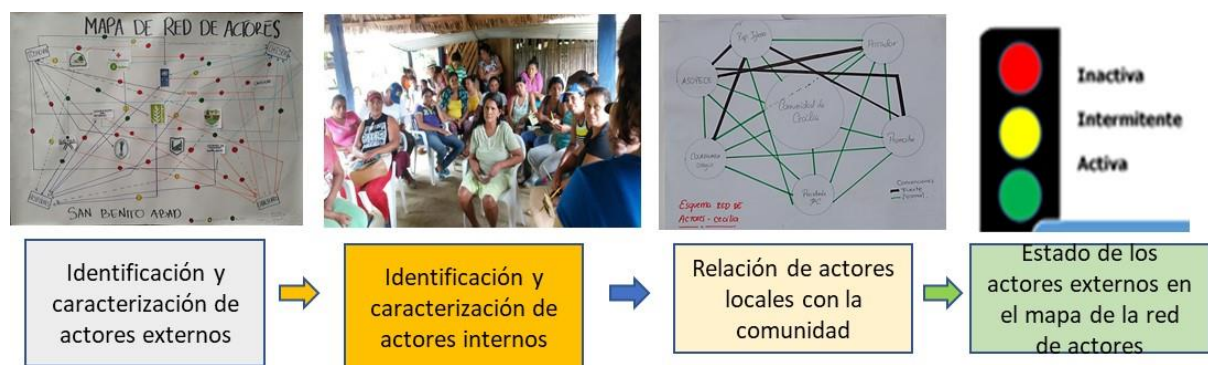 MAPA DE RED DE ACTORES
SAN BENITO ABAD
ASOPECE
Comunidad de
Cecilia
Esquema RED DE
ACTORES - Cecilia
Inactiva
Intermitente
Activa
Identificación y
caracterización de
actores externos
Identificación y
caracterización de
actores internos
Relación de actores
locales con la
comunidad
Estado de los
actores externos en
el mapa de la red
de actores